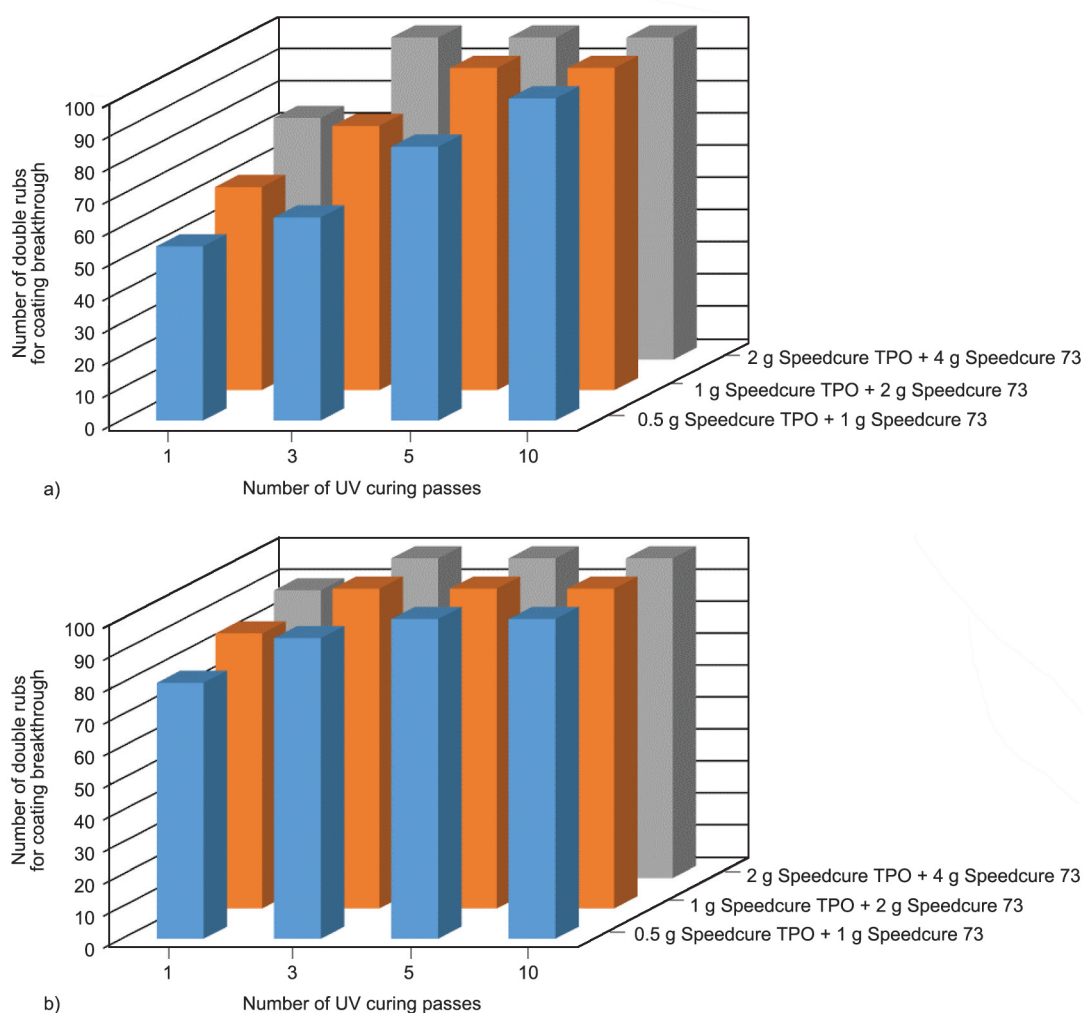 Number of double rubs
for coating breakthrough
100
90
80
70
60
50
40
30
20
10
0
2 g Speedcure TPO + 4 g Speedcure 73
1 g Speedcure TPO + 2 g Speedcure 73
0.5 g Speedcure TPO + 1 g Speedcure 73
1 3 5 10
a) Number of UV curing passes
Number of double rubs
for coating breakthrough
100
90
80
70
60
50
40
30
20
10
0
2 g Speedcure TPO + 4 g Speedcure 73
1 g Speedcure TPO + 2 g Speedcure 73
0.5 g Speedcure TPO + 1 g Speedcure 73
1 3 5 10
b) Number of UV curing passes